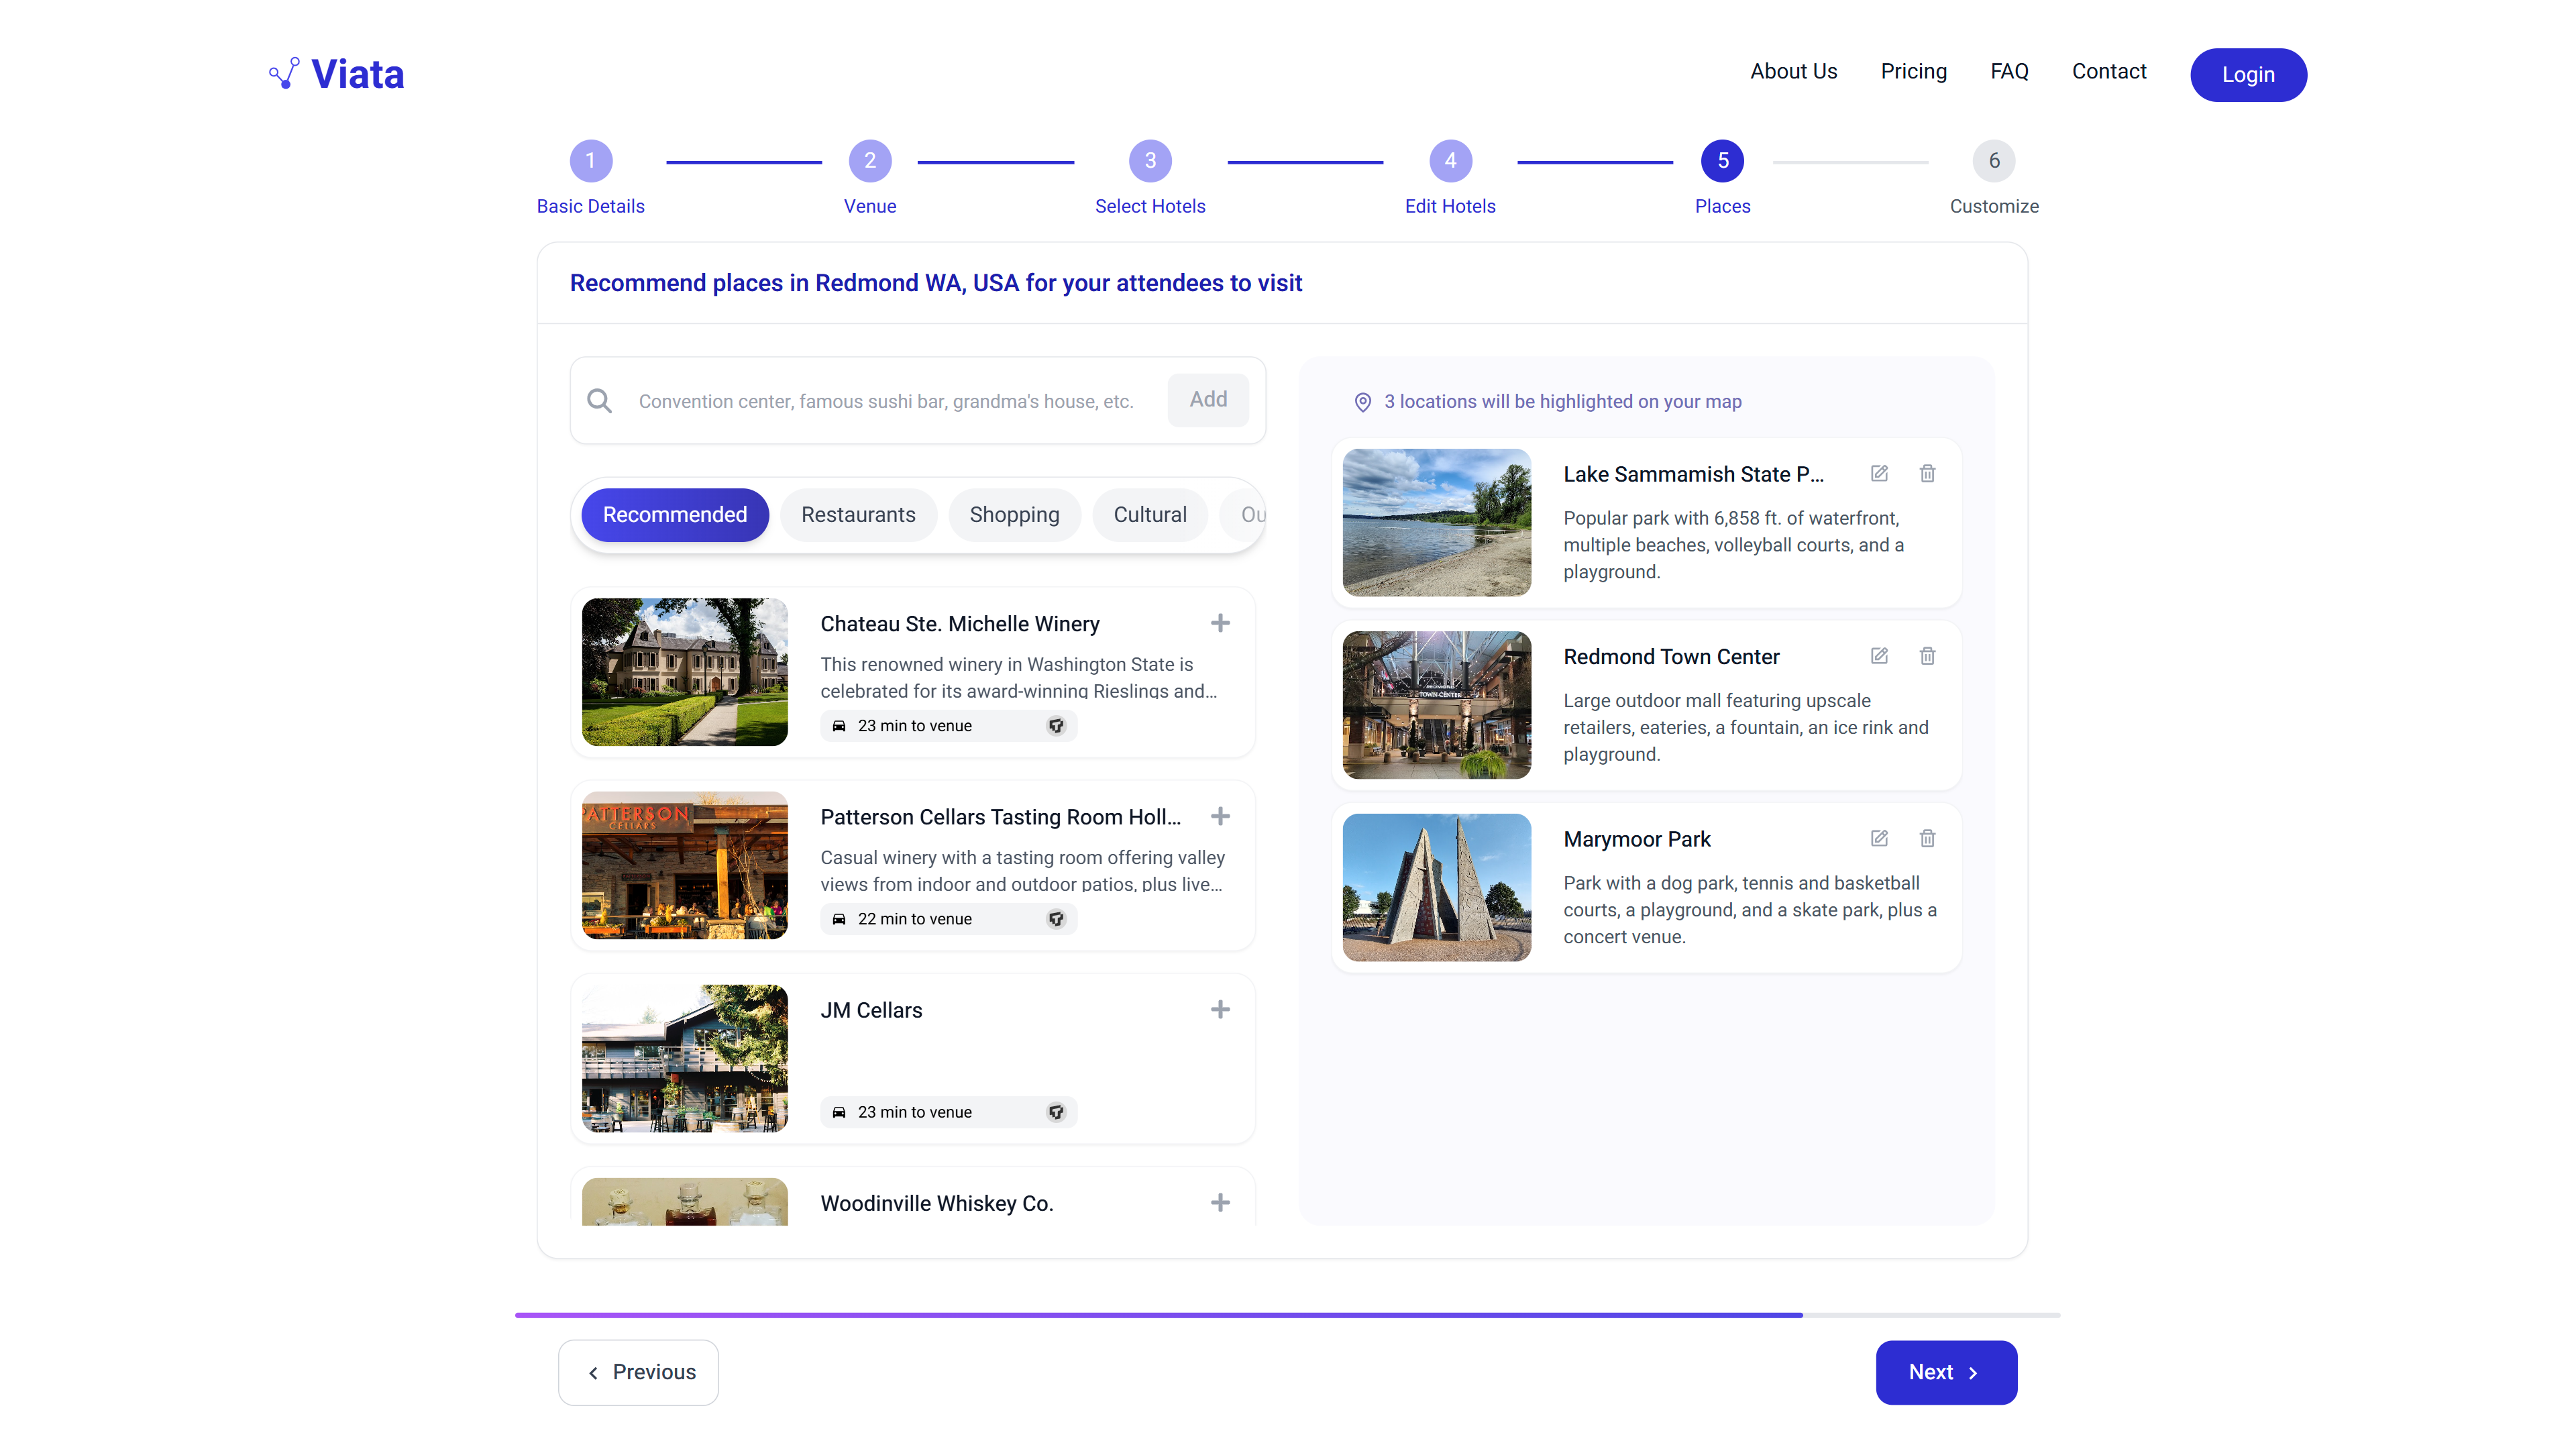 Viata
About Us
Pricing
FAQ
Contact
Login
1
2
3
4
5
6
Basic Details
Venue
Select Hotels
Edit Hotels
Places
Customize
Recommend places in Redmond WA, USA for your attendees to visit
Convention center, famous sushi bar, grandma's house, etc.
Add
Recommended
Restaurants
Shopping
Cultural
Ou
Chateau Ste. Michelle Winery
This renowned winery in Washington State is
celebrated for its award-winning Rieslings and...
23 min to venue
PATTERSON
CELLARS
Patterson Cellars Tasting Room Holl...
Casual winery with a tasting room offering valley
views from indoor and outdoor patios, plus live...
22 min to venue
JM Cellars
23 min to venue
Woodinville Whiskey Co.
3 locations will be highlighted on your map
Lake Sammamish State P...
Popular park with 6,858 ft. of waterfront,
multiple beaches, volleyball courts, and a
playground.
TOWN CENTER
Redmond Town Center
Large outdoor mall featuring upscale
retailers, eateries, a fountain, an ice rink and
playground.
Marymoor Park
Park with a dog park, tennis and basketball
courts, a playground, and a skate park, plus a
concert venue.
Previous
Next